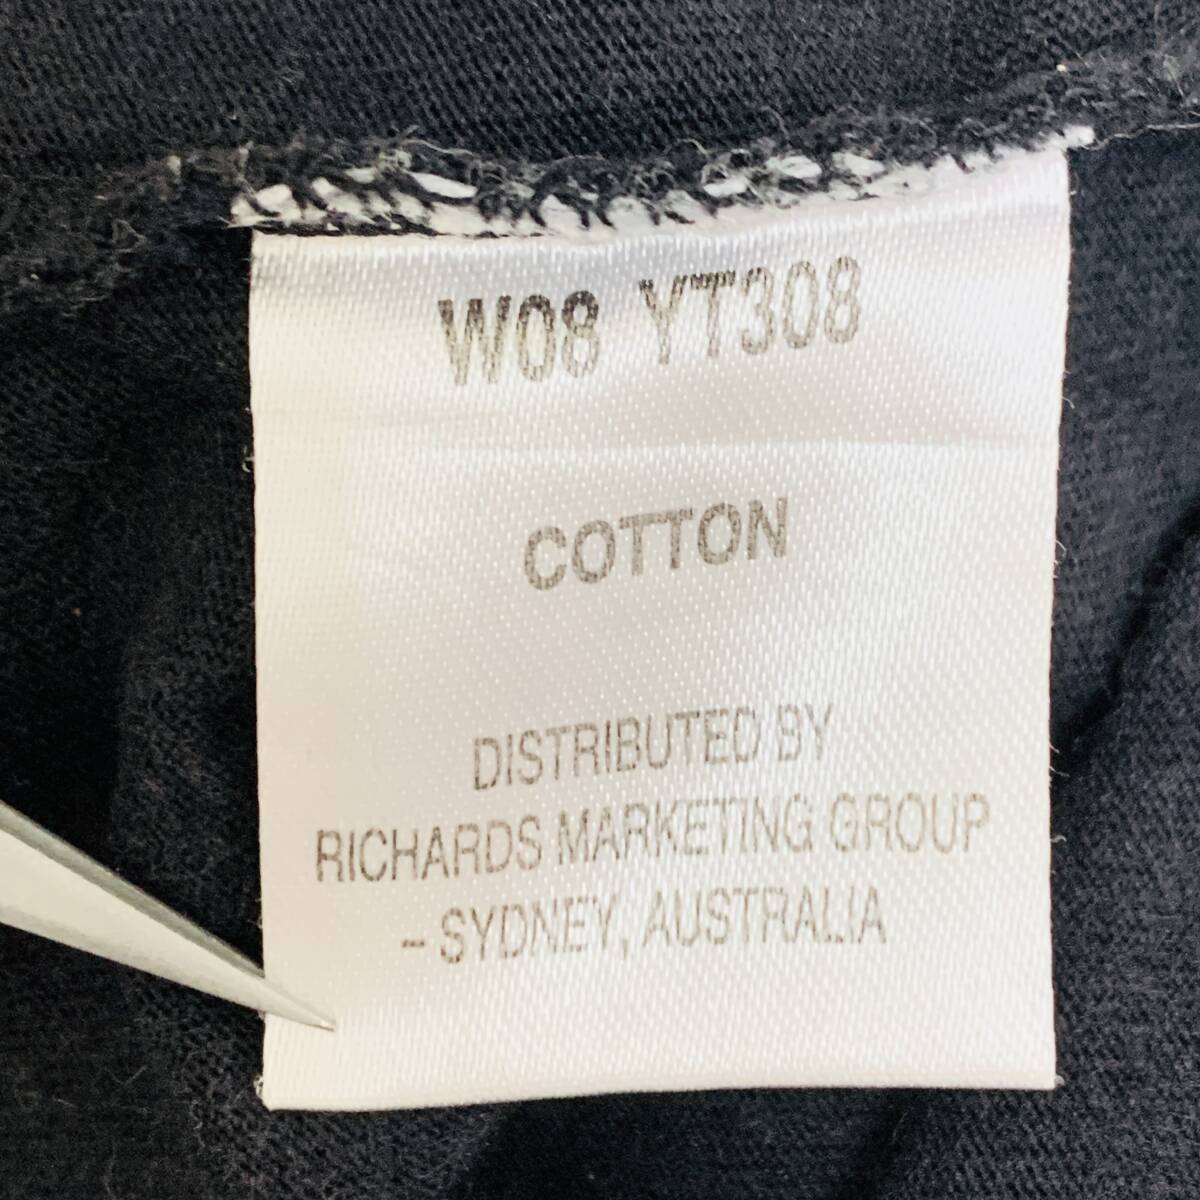 W08 YT308
COTTON
DISTRIBUTED BY
RICHARDS MARKETING GROUP
– SYDNEY, AUSTRALIA